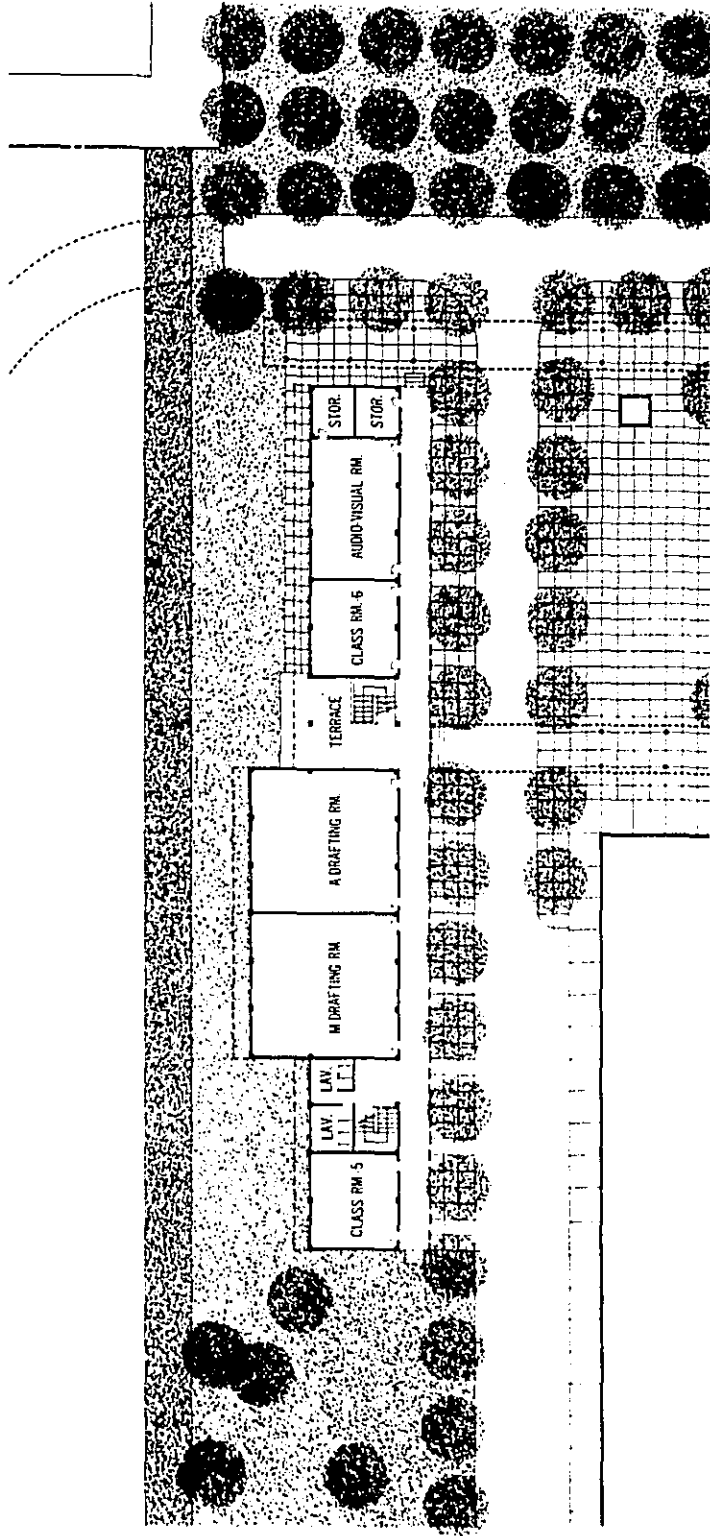 STOR.
STOR.
AUDIO-VISUAL RM.
CLASS RM. 6
TERRACE
A DRAFTING RM.
M DRAFTING RM
LAV.
LAV.
CLASS RM 5